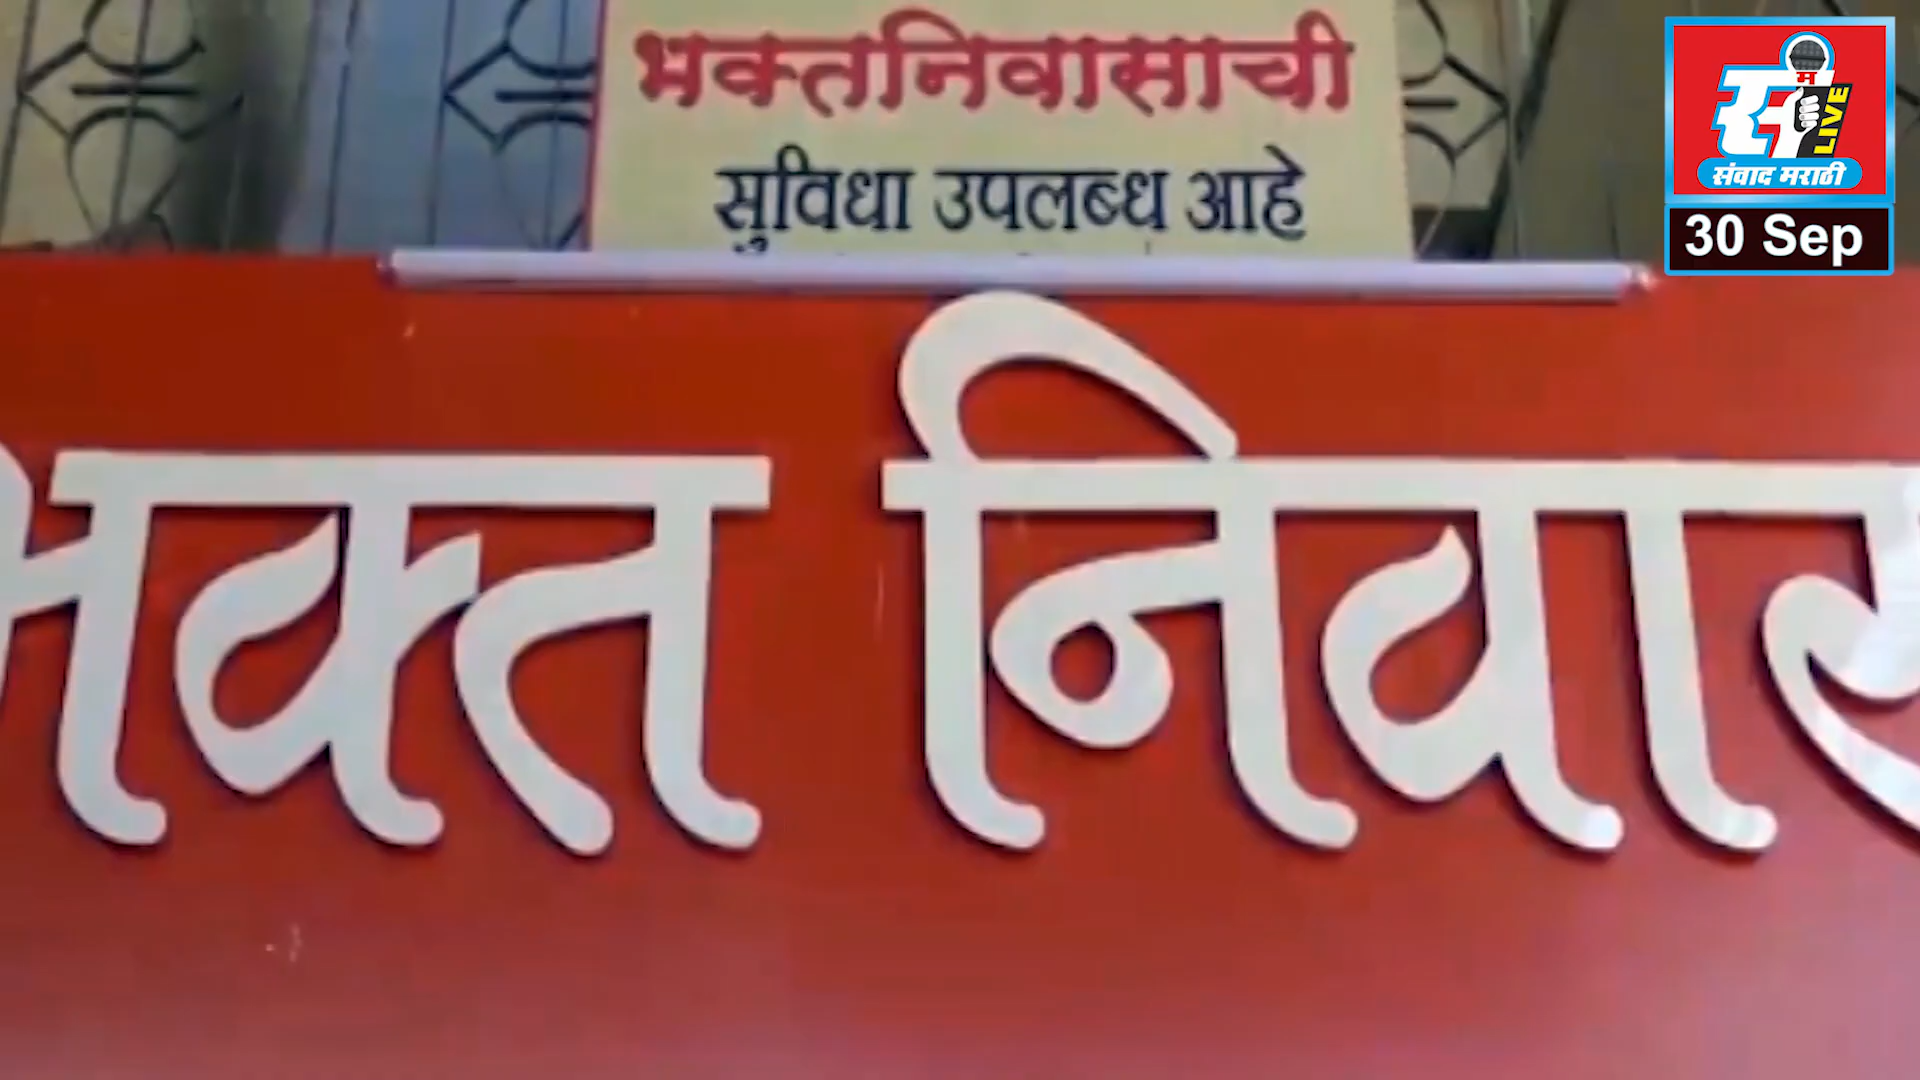 भक्तनिवासाची
सुविधा उपलब्ध आहे
भक्त निवास
स म
LIVE
संवाद मराठी
30 Sep